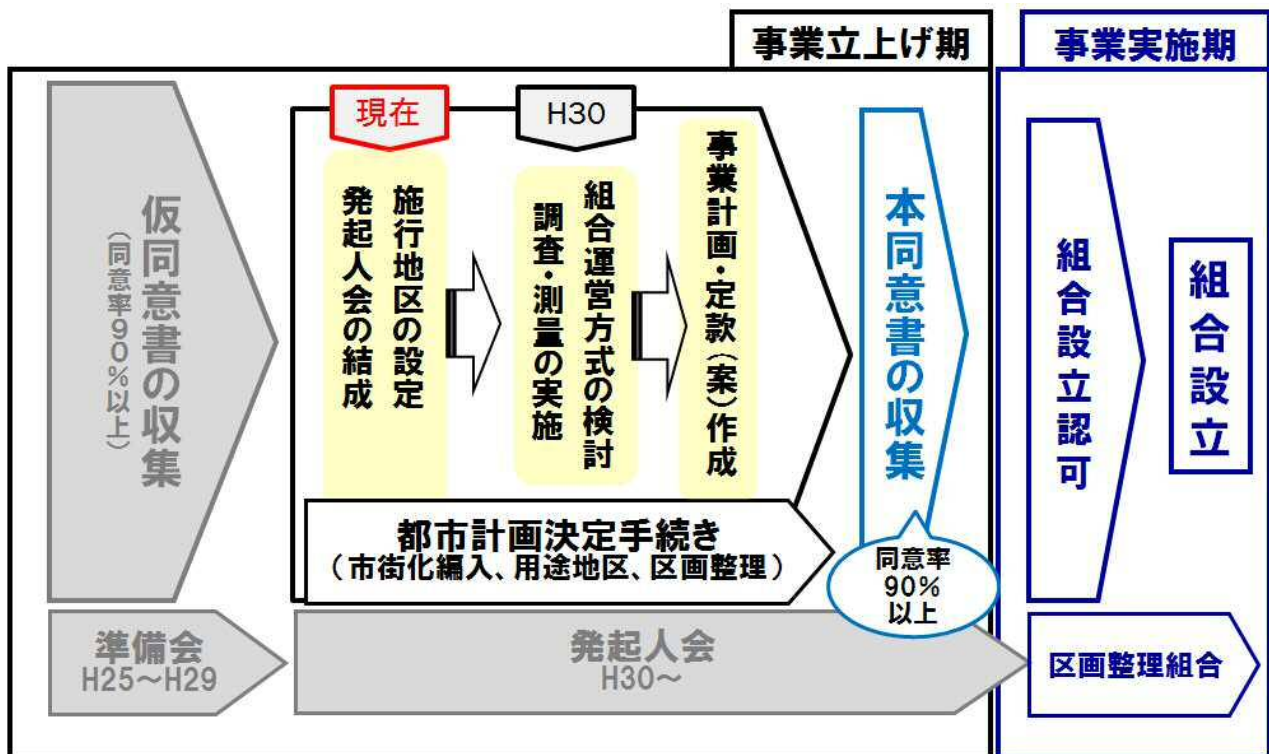 事業立上げ期
事業実施期
仮同意書の収集
（同意率90％以上）
現在
施行地区の設定
発起人会の結成
H30
組合運営方式の検討
調査・測量の実施
事業計画・定款（案）作成
都市計画決定手続き
（市街化編入、用途地区、区画整理）
本同意書の収集
同意率
90%
以上
組合設立認可
組合設立
準備会
H25～H29
発起人会
H30～
区画整理組合